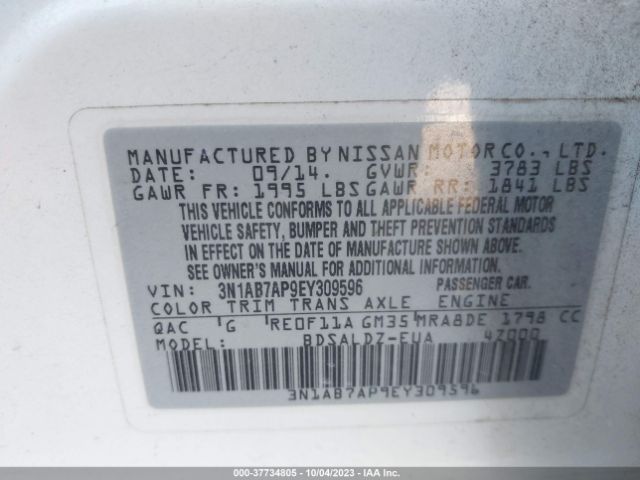 MANUFACTURED BY NISSAN MOTOR CO., LTD.
DATE: 09/14. GVWR: 3783 LBS
GAWR FR: 1995 LBS GAWR RR: 1841 LBS
THIS VEHICLE CONFORMS TO ALL APPLICABLE FEDERAL MOTOR
VEHICLE SAFETY, BUMPER AND THEFT PREVENTION STANDARDS
IN EFFECT ON THE DATE OF MANUFACTURE SHOWN ABOVE.
SEE OWNER'S MANUAL FOR ADDITIONAL INFORMATION.
VIN: 3N1AB7AP9EY309596 PASSENGER CAR.
COLOR TRIM TRANS AXLE ENGINE
QAC G RE0F11A GM35 MRA8DE 1798 CC
MODEL: BDSALDZ-EUA 4Z000
3N1AB7AP9EY309596
000-37734805 | 10/04/2023 | IAA Inc.